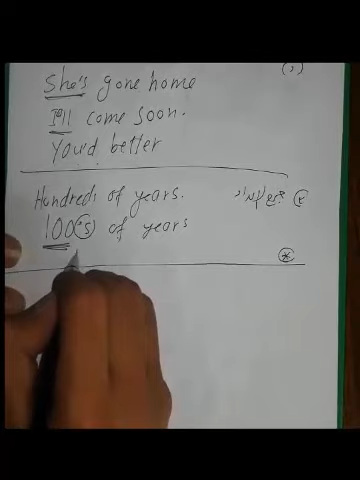 (,)
She's gone home
I'll come soon.
You'd better
Hundreds of years.
100's of years